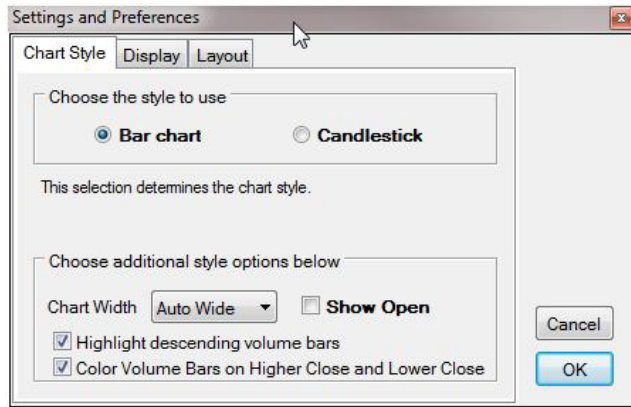 Settings and Preferences
Chart Style Display Layout
Choose the style to use
Bar chart Candlestick
This selection determines the chart style.
Choose additional style options below
Chart Width Auto Wide Show Open
Highlight descending volume bars
Color Volume Bars on Higher Close and Lower Close
Cancel
OK